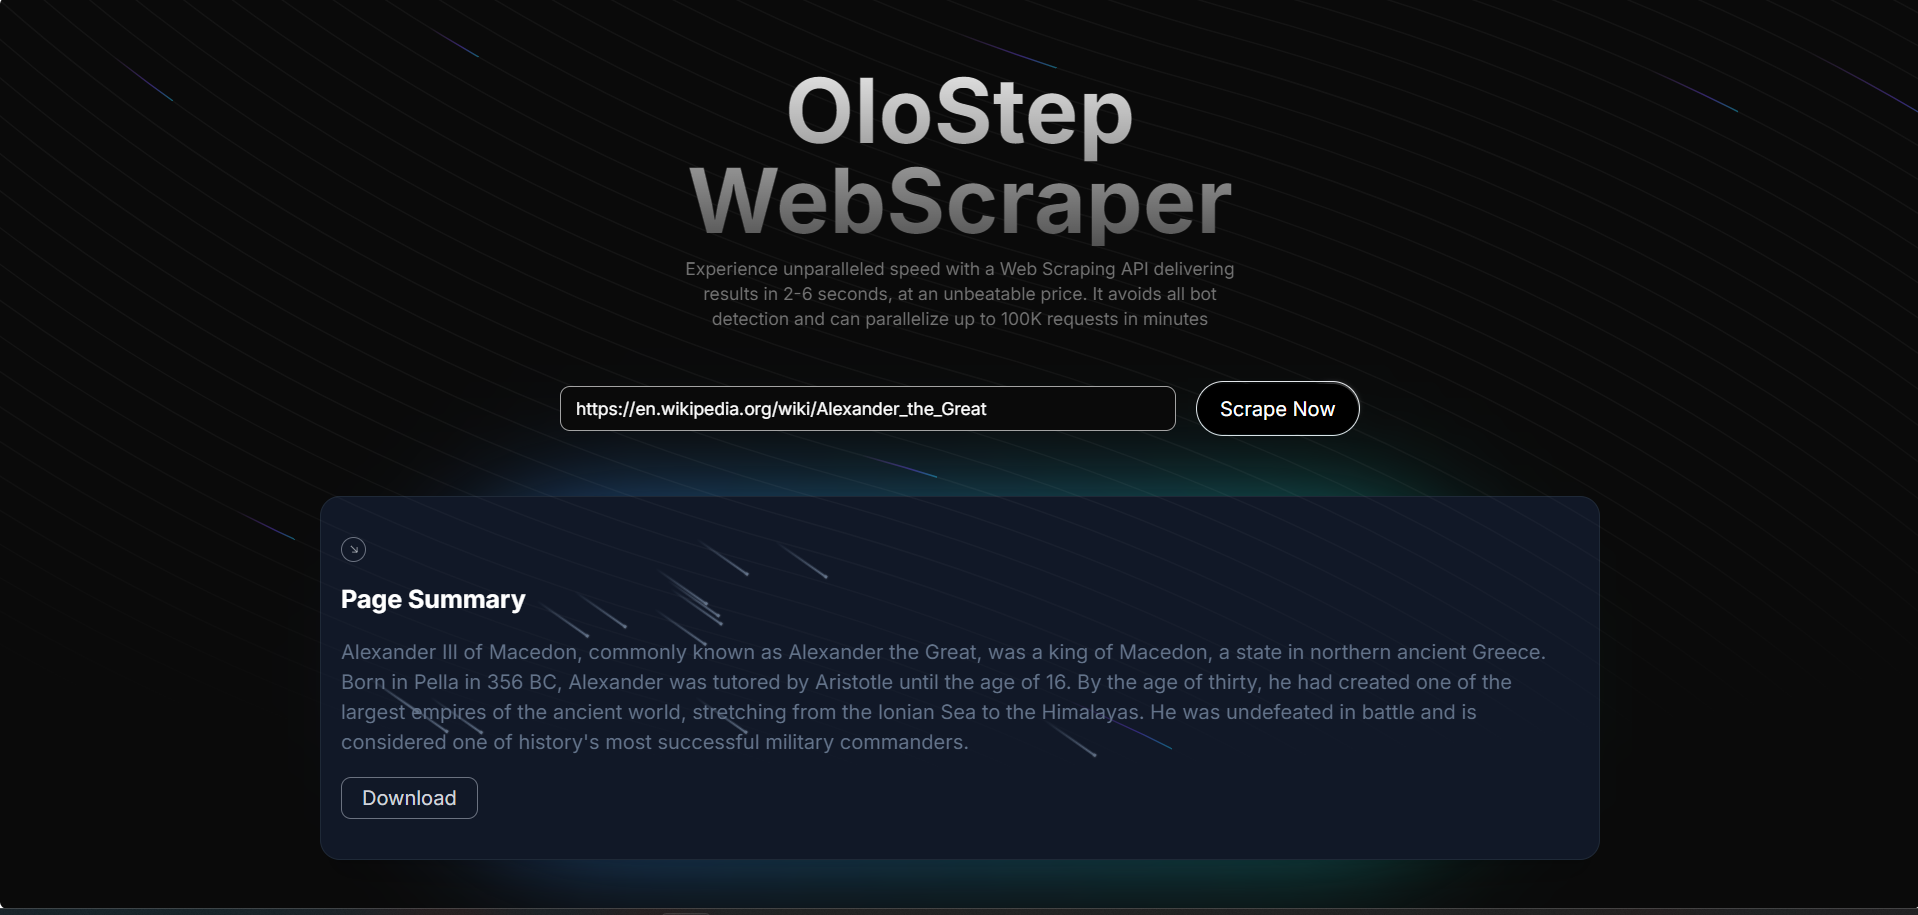 OloStep
WebScraper
Experience unparalleled speed with a Web Scraping API delivering
results in 2-6 seconds, at an unbeatable price. It avoids all bot
detection and can parallelize up to 100K requests in minutes
https://en.wikipedia.org/wiki/Alexander_the_Great
Scrape Now
Page Summary
Alexander III of Macedon, commonly known as Alexander the Great, was a king of Macedon, a state in northern ancient Greece.
Born in Pella in 356 BC, Alexander was tutored by Aristotle until the age of 16. By the age of thirty, he had created one of the
largest empires of the ancient world, stretching from the Ionian Sea to the Himalayas. He was undefeated in battle and is
considered one of history's most successful military commanders.
Download